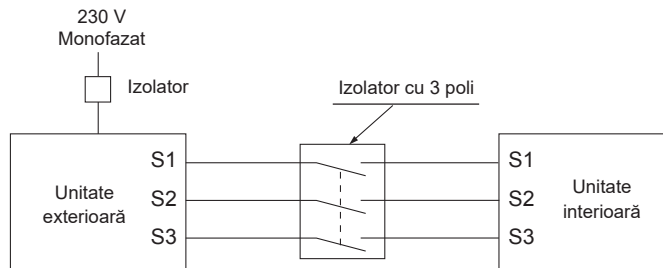 230 V
Monofazat
Izolator
Izolator cu 3 poli
Unitate
exterioară
S1
S2
S3
S1
S2
S3
Unitate
interioară